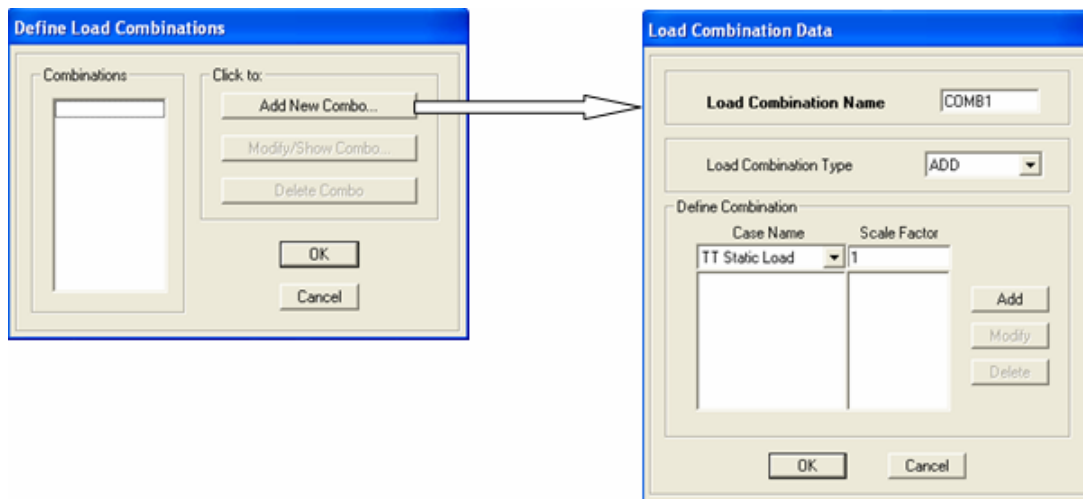 Define Load Combinations
Combinations
Click to:
Add New Combo...
Modify/Show Combo...
Delete Combo
OK
Cancel
Load Combination Data
Load Combination Name
COMB1
Load Combination Type
ADD
Define Combination
Case Name
Scale Factor
TT Static Load
1
Add
Modify
Delete
OK
Cancel